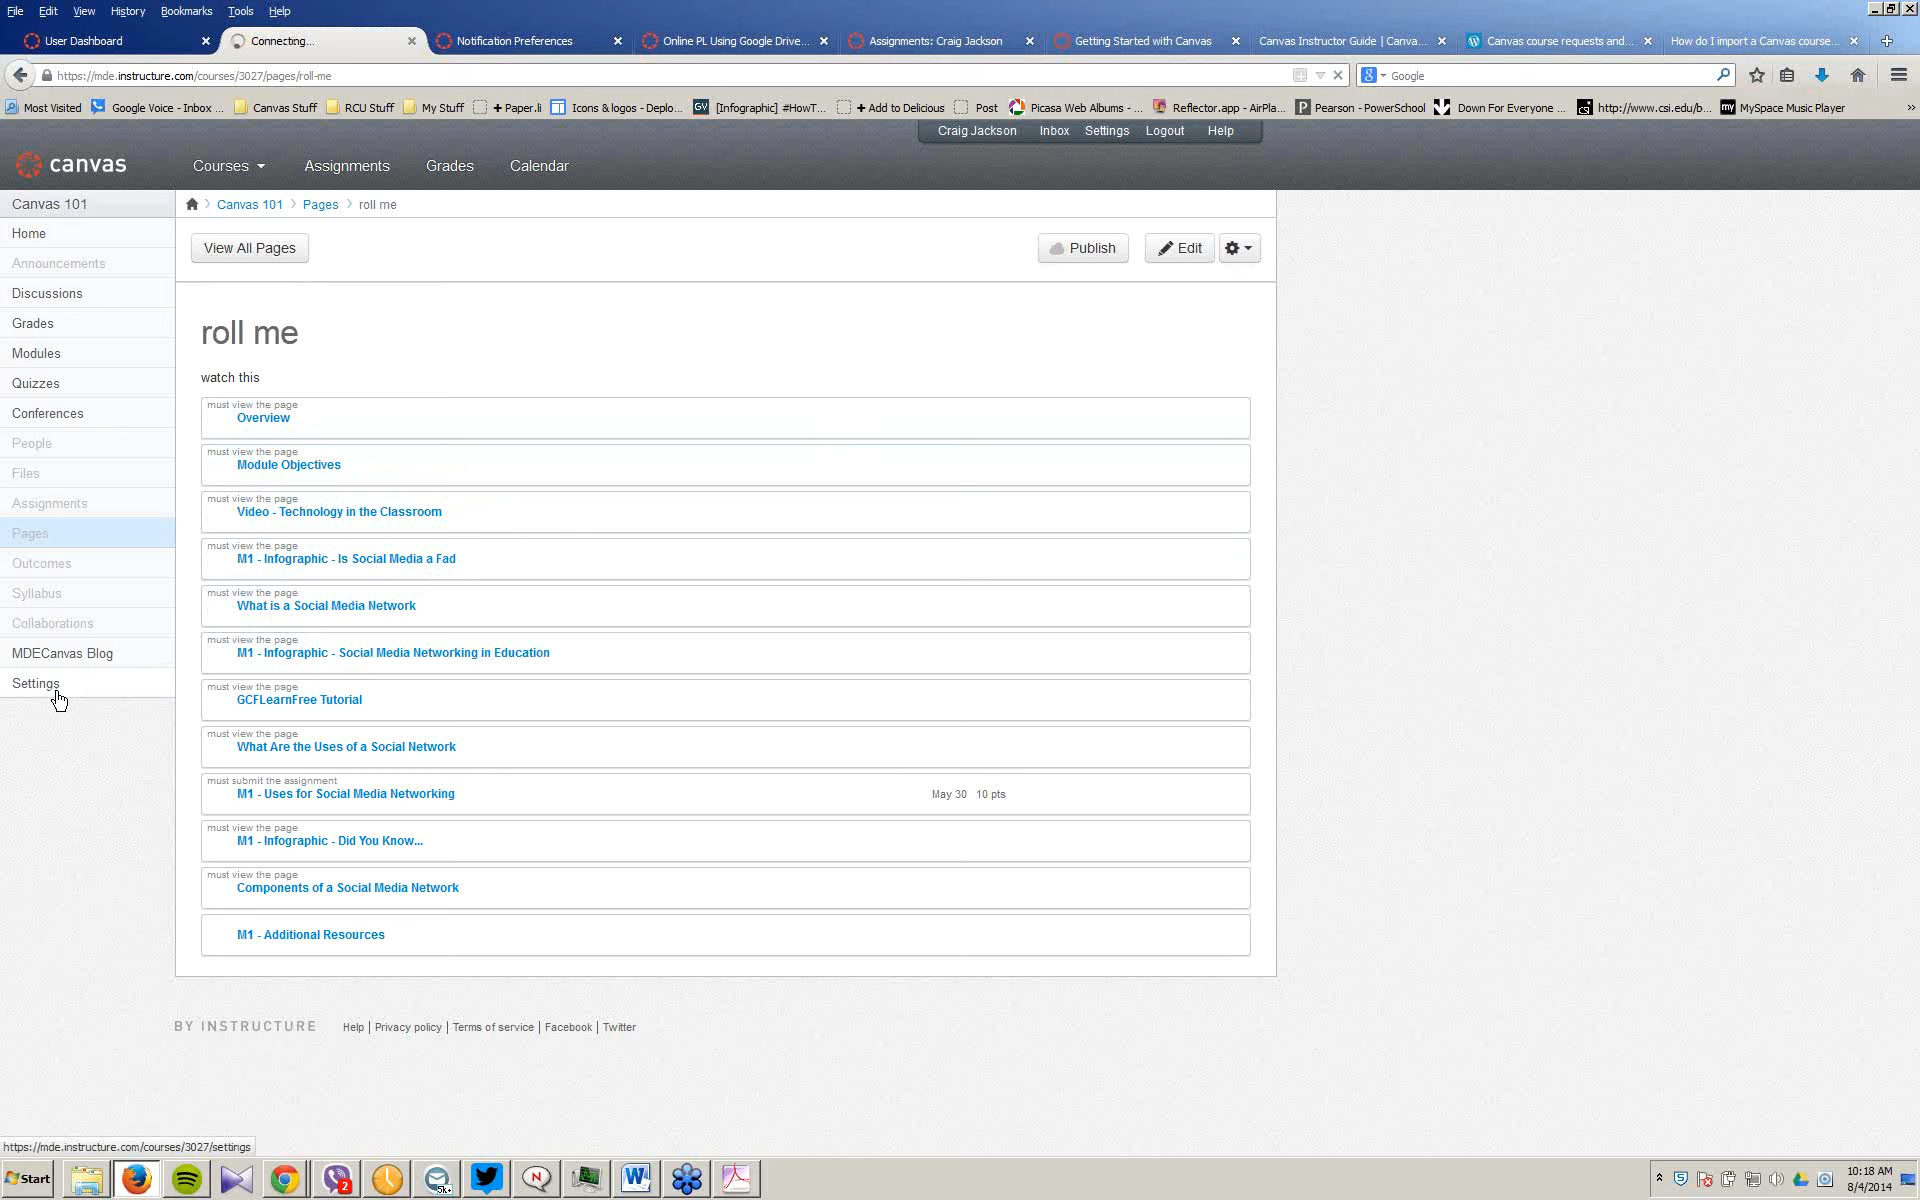 File Edit View History Bookmarks Tools Help
User Dashboard
Connecting...
Notification Preferences
Online PL Using Google Drive...
Assignments: Craig Jackson
Getting Started with Canvas
Canvas Instructor Guide | Canva...
Canvas course requests and...
How do I import a Canvas course...
https://mde.instructure.com/courses/3027/pages/roll-me
Google
Most Visited
Google Voice - Inbox ...
Canvas Stuff
RCU Stuff
My Stuff
+ Paper.li
Icons & logos - Deplo...
[Infographic] #HowT...
+ Add to Delicious
Post
Picasa Web Albums - ...
Reflector.app - AirPla...
Pearson - PowerSchool
Down For Everyone ...
http://www.csi.edu/b...
MySpace Music Player
Craig Jackson Inbox Settings Logout Help
canvas
Courses Assignments Grades Calendar
Canvas 101
Canvas 101 Pages roll me
Home
Announcements
Discussions
Grades
Modules
Quizzes
Conferences
People
Files
Assignments
Pages
Outcomes
Syllabus
Collaborations
MDECanvas Blog
Settings
View All Pages
Publish
Edit
roll me
watch this
must view the page
Overview
must view the page
Module Objectives
must view the page
Video - Technology in the Classroom
must view the page
M1 - Infographic - Is Social Media a Fad
must view the page
What is a Social Media Network
must view the page
M1 - Infographic - Social Media Networking in Education
must view the page
GCFLearnFree Tutorial
must view the page
What Are the Uses of a Social Network
must submit the assignment
M1 - Uses for Social Media Networking
May 30 10 pts
must view the page
M1 - Infographic - Did You Know...
must view the page
Components of a Social Media Network
M1 - Additional Resources
BY INSTRUCTURE
Help | Privacy policy | Terms of service | Facebook | Twitter
https://mde.instructure.com/courses/3027/settings
Start
2
5k+
10:18 AM
8/4/2014